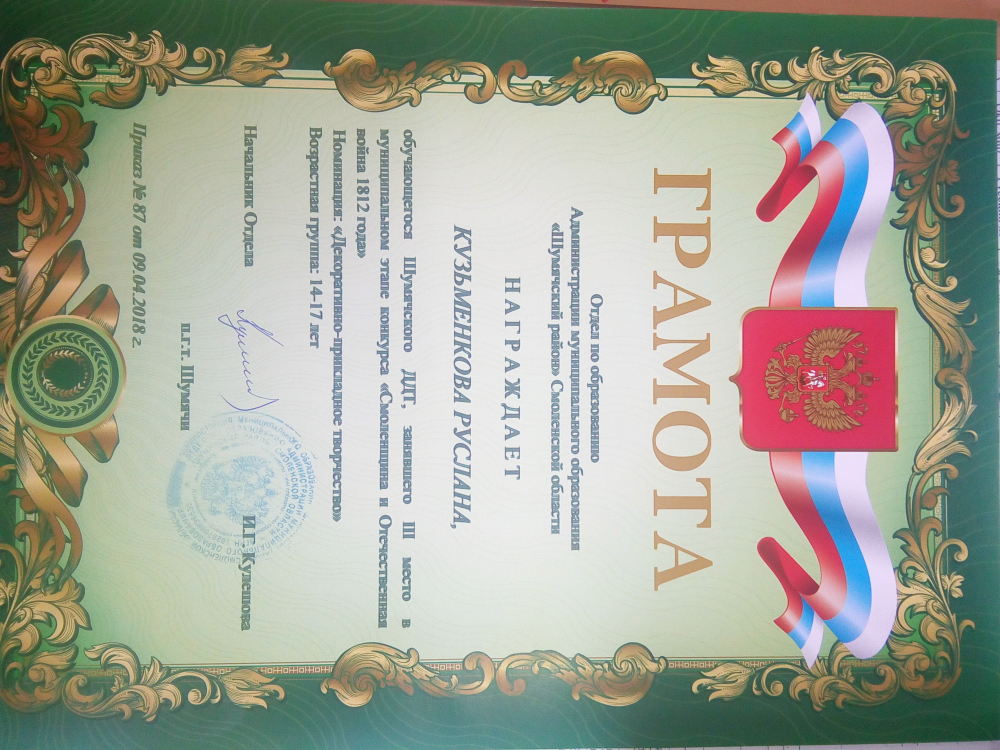 ГРАМОТА
Отдел по образованию
Администрации муниципального образования
«Шумячский район» Смоленской области
НАГРАЖДАЕТ
КУЗЬМЕНКОВА РУСЛАНА,
обучающегося Шумячского ДДТ, занявшего III место в
муниципальном этапе конкурса «Смоленщина и Отечественная
война 1812 года»
Номинация: «Декоративно-прикладное творчество»
Возрастная группа: 14-17 лет
Начальник Отдела И.Г. Кулешова
п.г.т. Шумячи
Приказ № 87 от 09.04.2018 г.